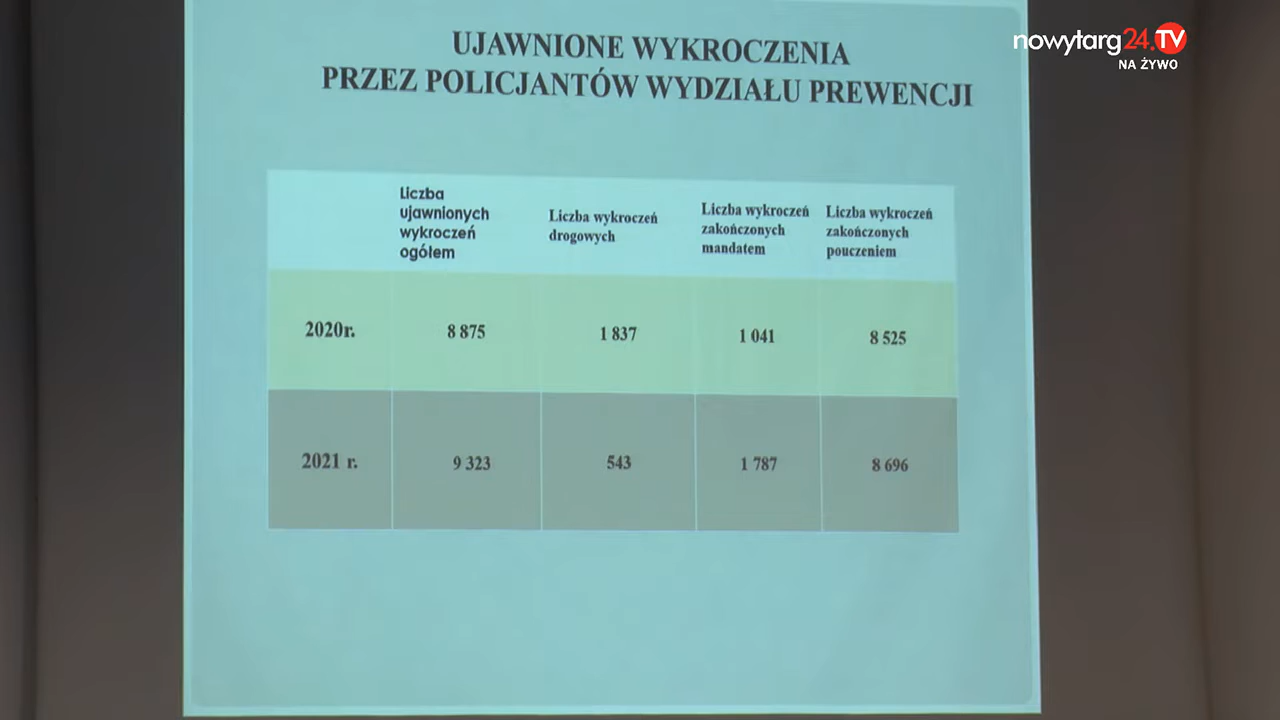 nowytarg24.TV
NA ŻYWO
UJAWNIONE WYKROCZENIA
PRZEZ POLICJANTÓW WYDZIAŁU PREWENCJI
Liczba
ujawnionych
wykroczeń
ogółem
Liczba wykroczeń
drogowych
Liczba wykroczeń
zakończonych
mandatem
Liczba wykroczeń
zakończonych
pouczeniem
2020r. 8 875 1 837 1 041 8 525
2021 r. 9 323 543 1 787 8 696